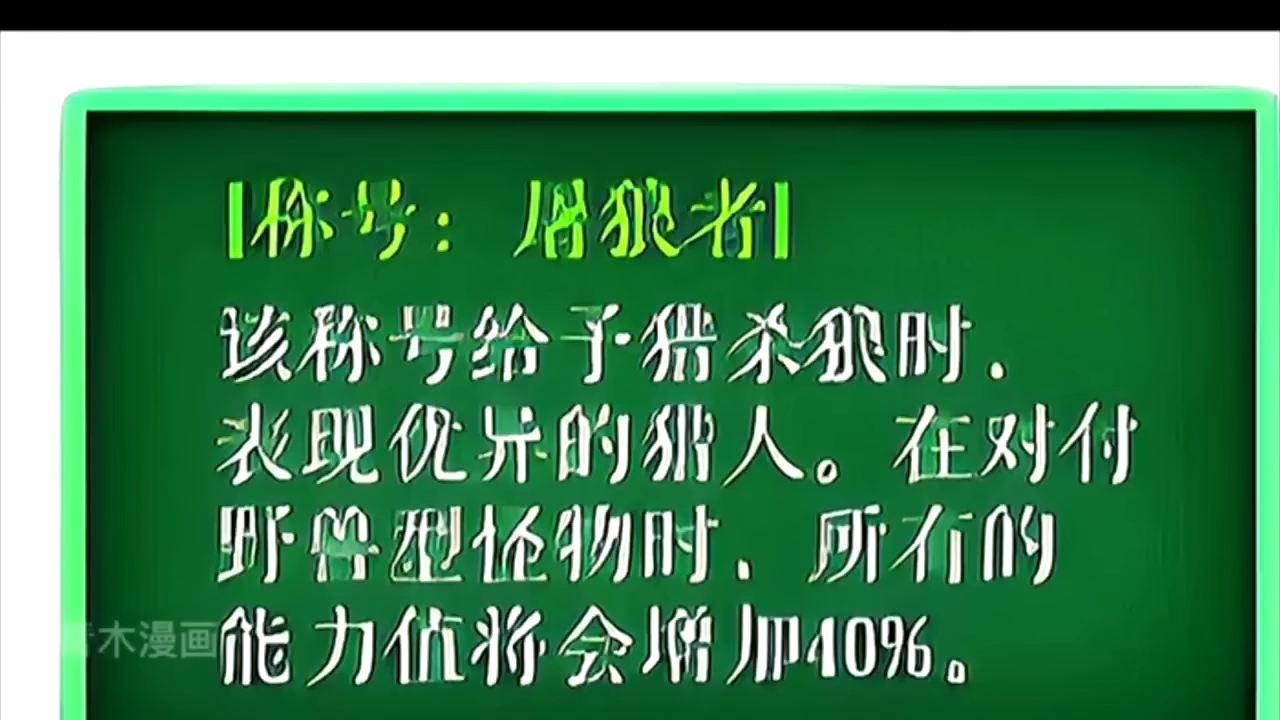 [称号：屠狼者]
该称号给予猎杀狼时，
表现优异的猎人。在对付
野兽型怪物时，所有的
能力值将会增加40%。
木漫画